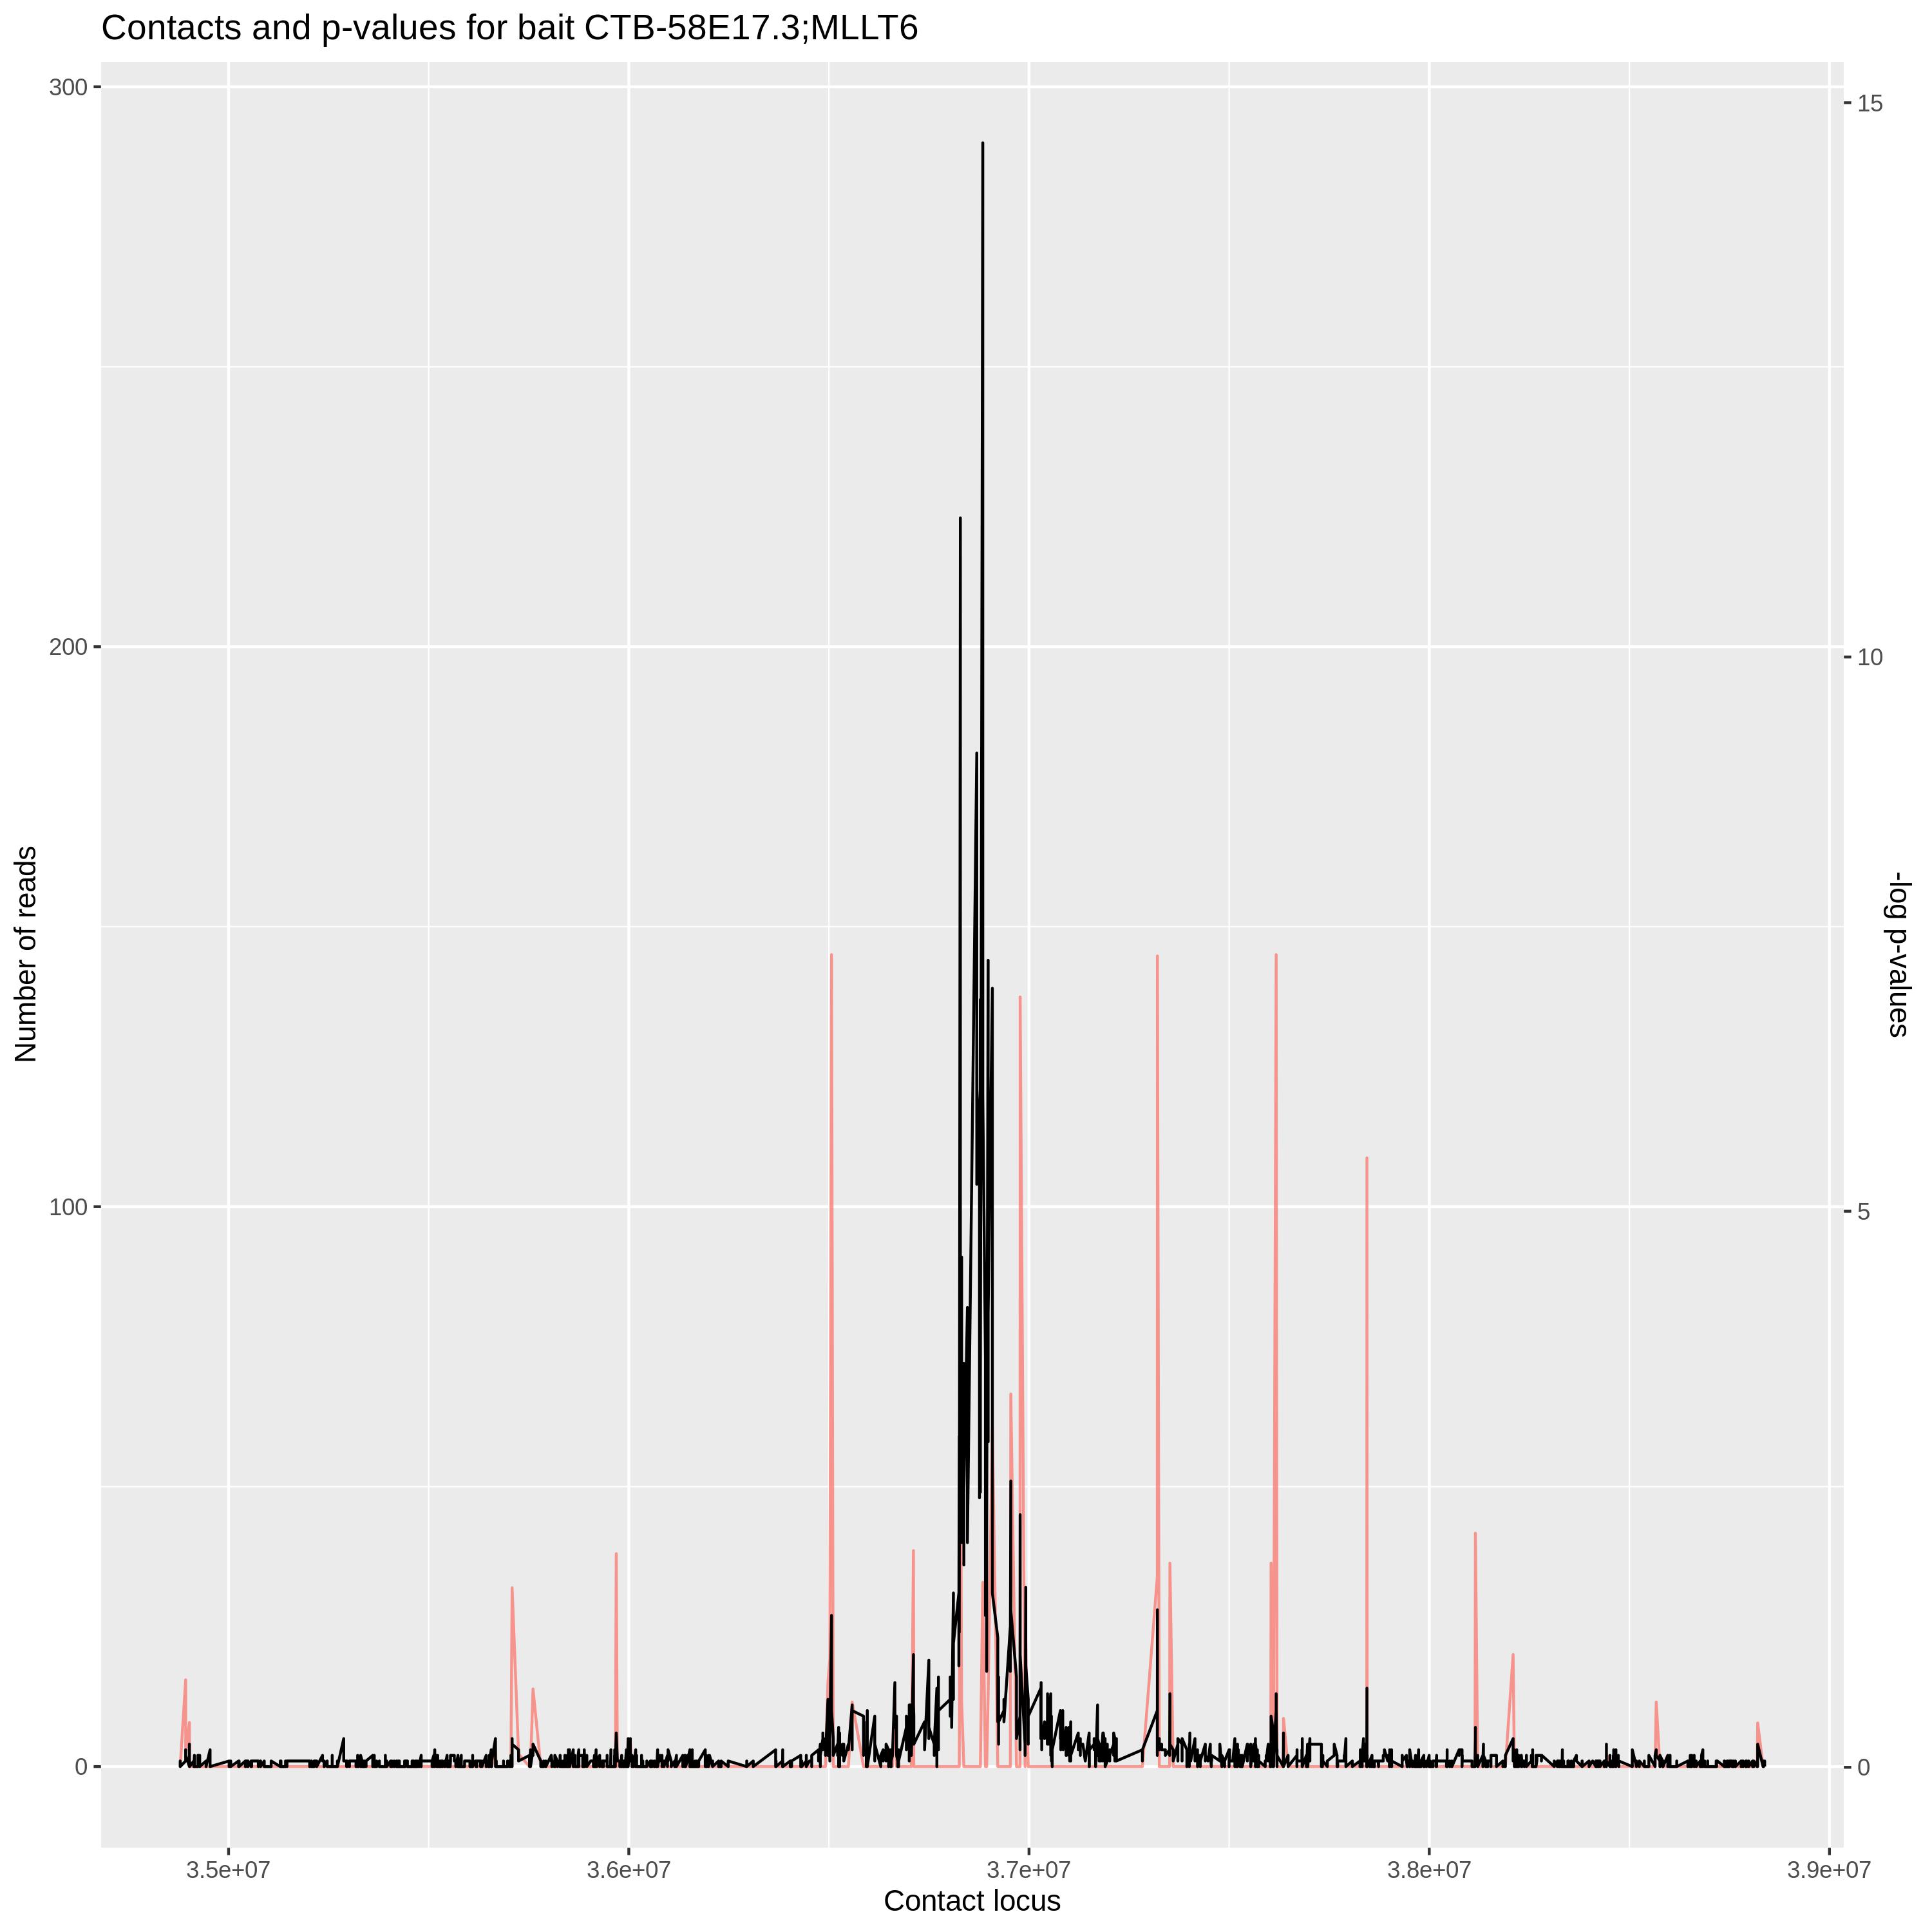 Contacts and p-values for bait CTB-58E17.3;MLLT6
300
200
100
0
Number of reads
15
10
5
0
-log p-values
3.5e+07
3.6e+07
3.7e+07
3.8e+07
3.9e+07
Contact locus